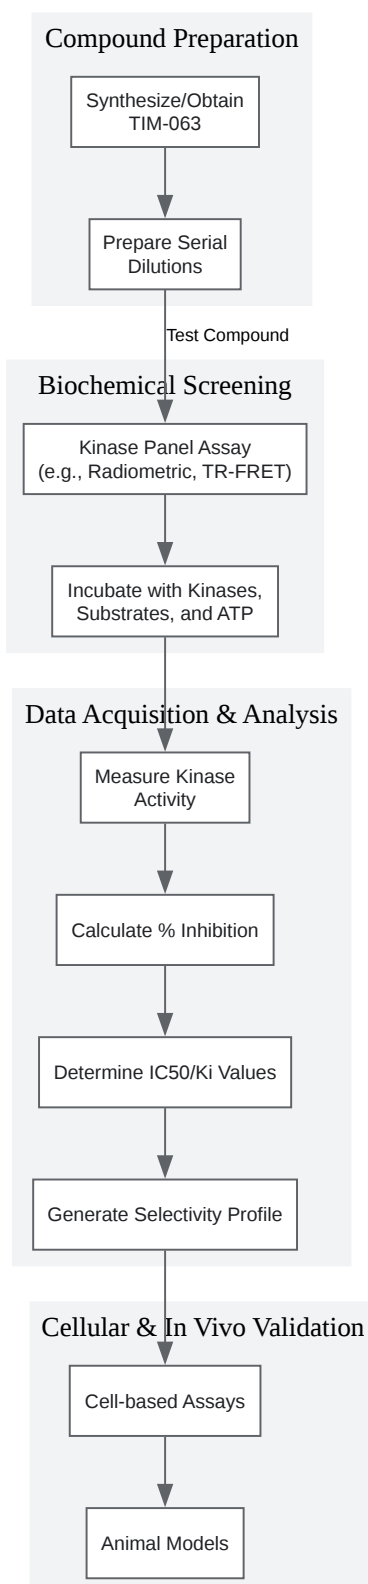 Compound Preparation
Synthesize/Obtain
TIM-063
Prepare Serial
Dilutions
Test Compound
Biochemical Screening
Kinase Panel Assay
(e.g., Radiometric, TR-FRET)
Incubate with Kinases,
Substrates, and ATP
Data Acquisition & Analysis
Measure Kinase
Activity
Calculate % Inhibition
Determine IC50/Ki Values
Generate Selectivity Profile
Cellular & In Vivo Validation
Cell-based Assays
Animal Models